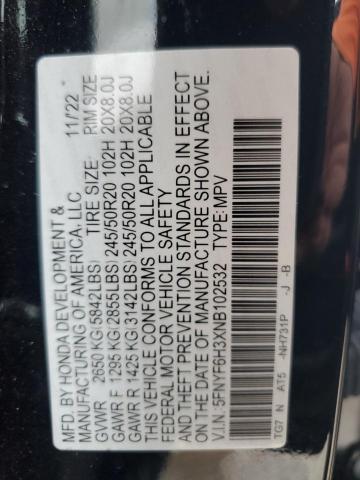 MFD. BY HONDA DEVELOPMENT & 11/22
MANUFACTURING OF AMERICA, LLC.
TIRE SIZE: RIM SIZE
GVWR 2650 KG(5842LBS)
GAWR F 1295 KG(2855LBS) 245/50R20 102H 20X8.0J
GAWR R 1425 KG(3142LBS) 245/50R20 102H 20X8.0J
THIS VEHICLE CONFORMS TO ALL APPLICABLE
FEDERAL MOTOR VEHICLE SAFETY
AND THEFT PREVENTION STANDARDS IN EFFECT
ON THE DATE OF MANUFACTURE SHOWN ABOVE.
V.I.N: 5FNYF6H3XNB102532 TYPE: MPV
TG7 N AT5 -NH731P -J -B